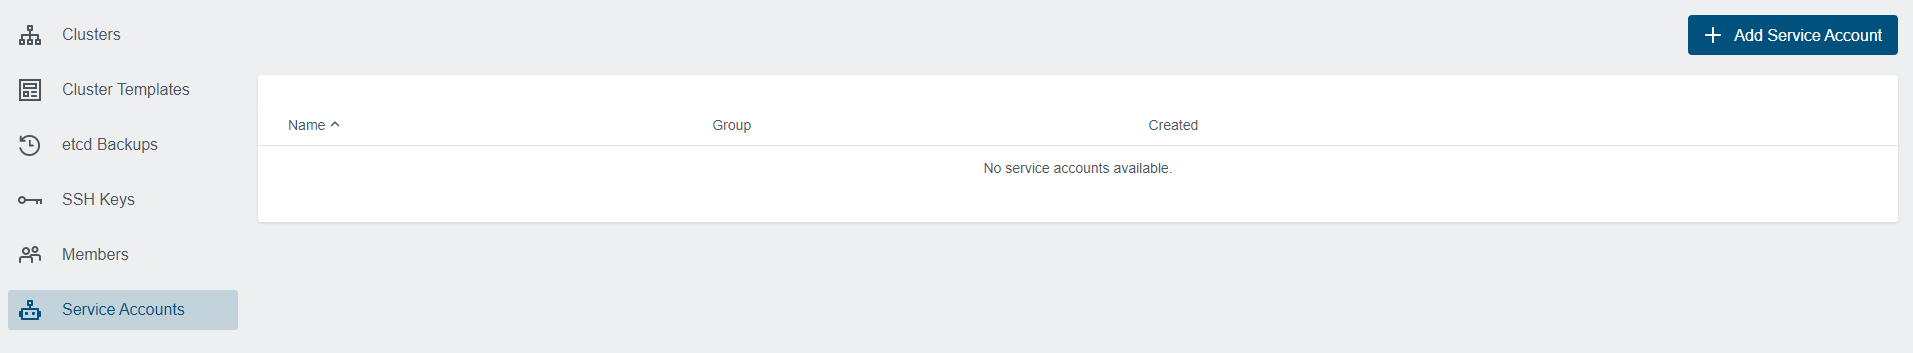 Clusters
Cluster Templates
etcd Backups
SSH Keys
Members
Service Accounts
Add Service Account
Name Group Created
No service accounts available.